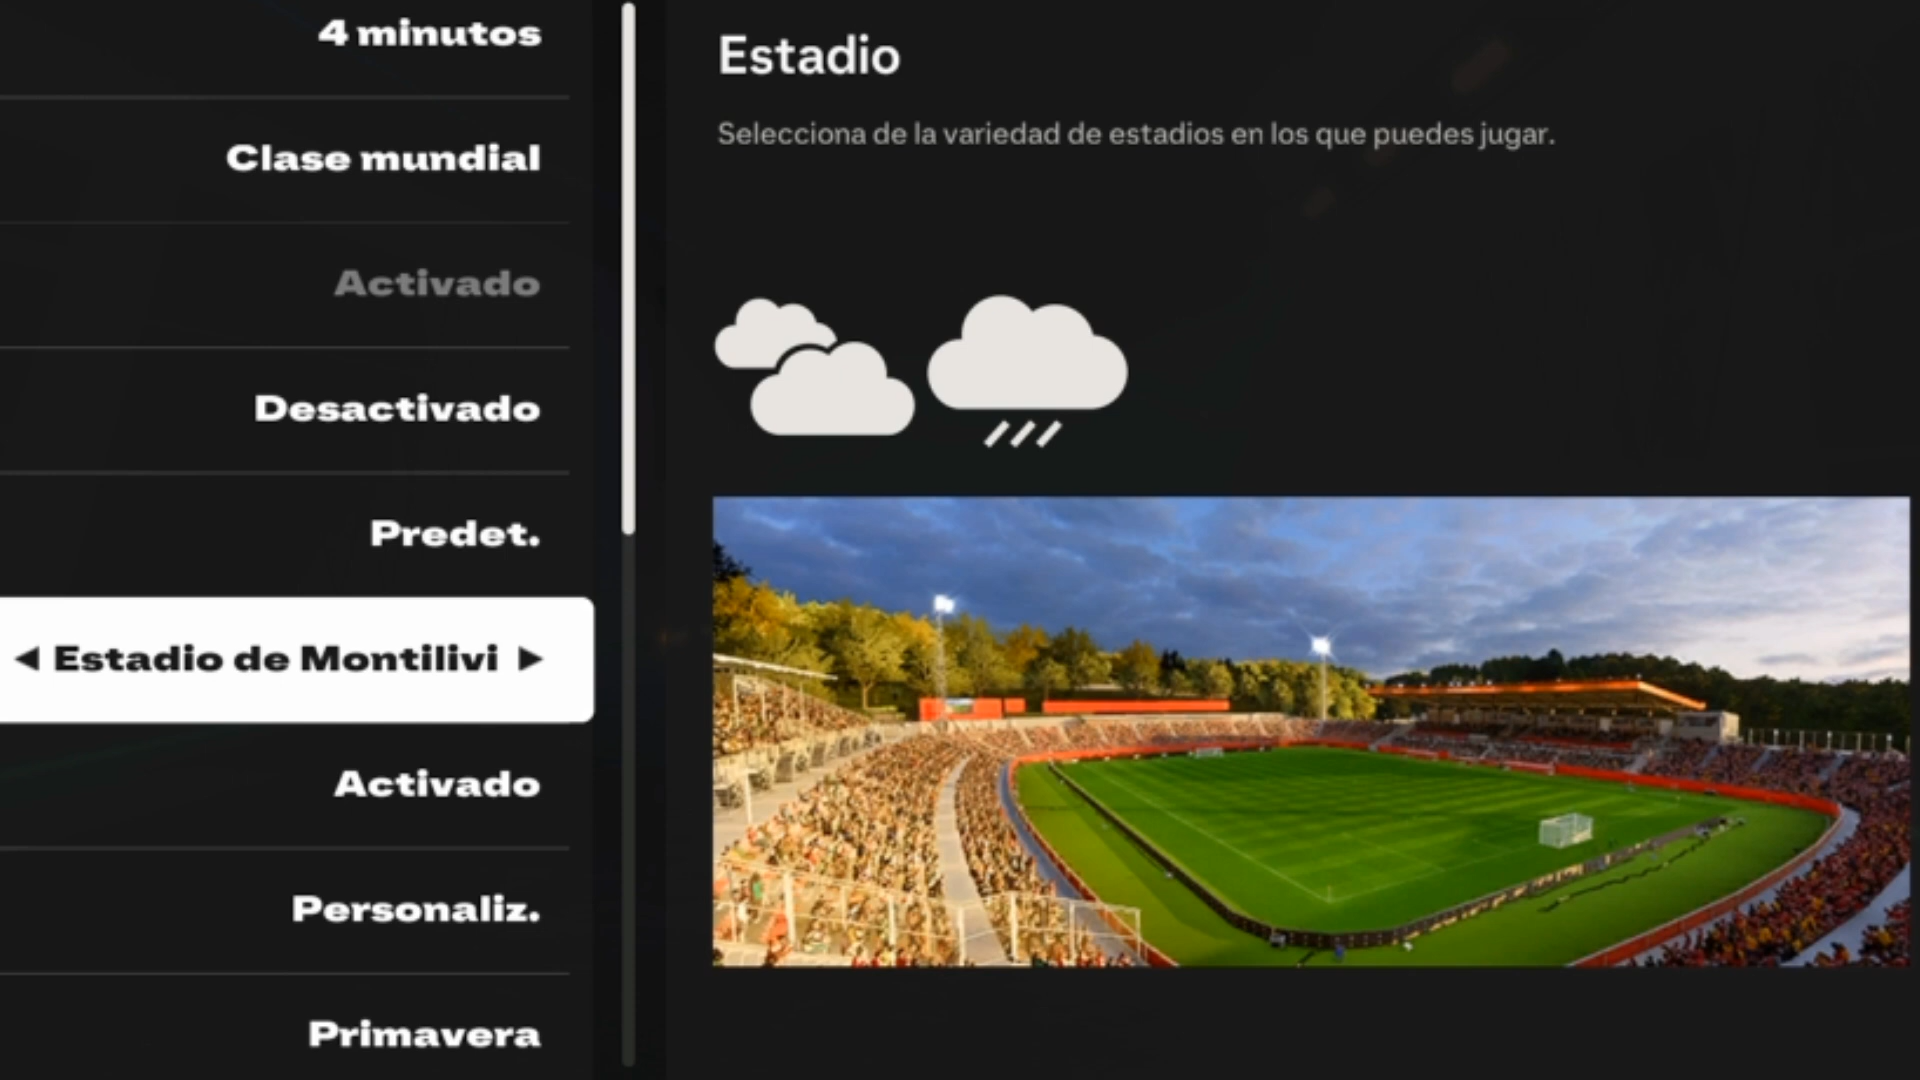 4 minutos
Clase mundial
Activado
Desactivado
Predet.
Estadio de Montilivi
Activado
Personaliz.
Primavera
Estadio
Selecciona de la variedad de estadios en los que puedes jugar.